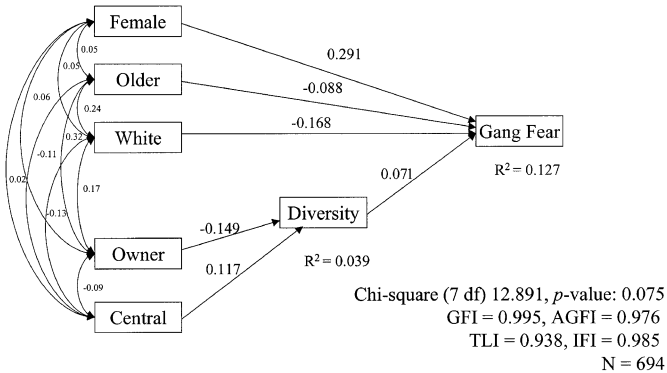 Female
0.05
0.291
0.05
Older
-0.088
0.06
0.24
White
-0.168
Gang Fear
0.32
-0.11
R² = 0.127
0.02
0.17
0.071
-0.13
Diversity
-0.149
Owner
R² = 0.039
0.117
-0.09
Central
Chi-square (7 df) 12.891, p-value: 0.075
GFI = 0.995, AGFI = 0.976
TLI = 0.938, IFI = 0.985
N = 694